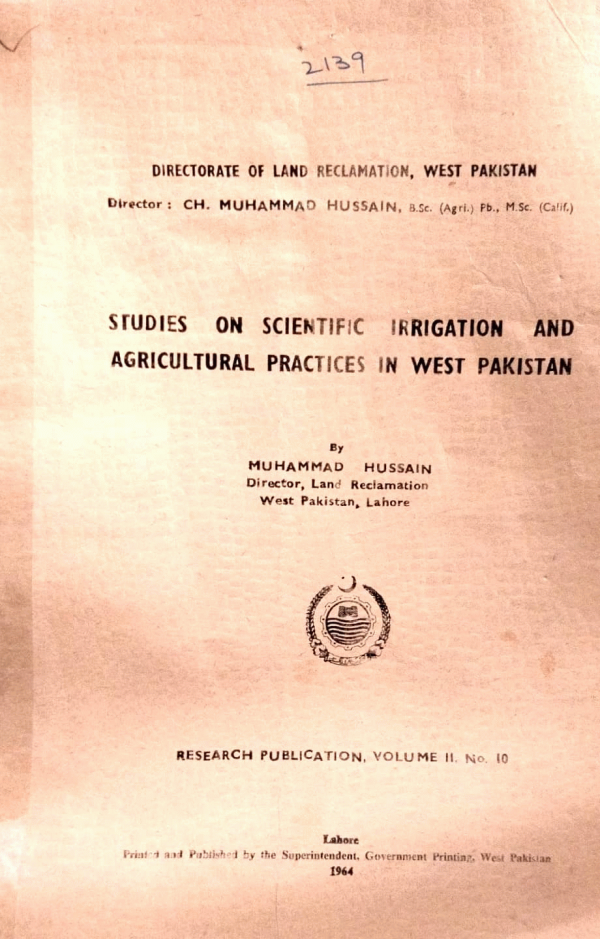 2139
DIRECTORATE OF LAND RECLAMATION, WEST PAKISTAN
Director : CH. MUHAMMAD HUSSAIN, B.Sc. (Agri.) Pb., M.Sc. (Calif.)
STUDIES ON SCIENTIFIC IRRIGATION AND
AGRICULTURAL PRACTICES IN WEST PAKISTAN
By
MUHAMMAD HUSSAIN
Director, Land Reclamation
West Pakistan, Lahore
RESEARCH PUBLICATION, VOLUME II. No. 10
Lahore
Printed and Published by the Superintendent, Government Printing, West Pakistan
1964